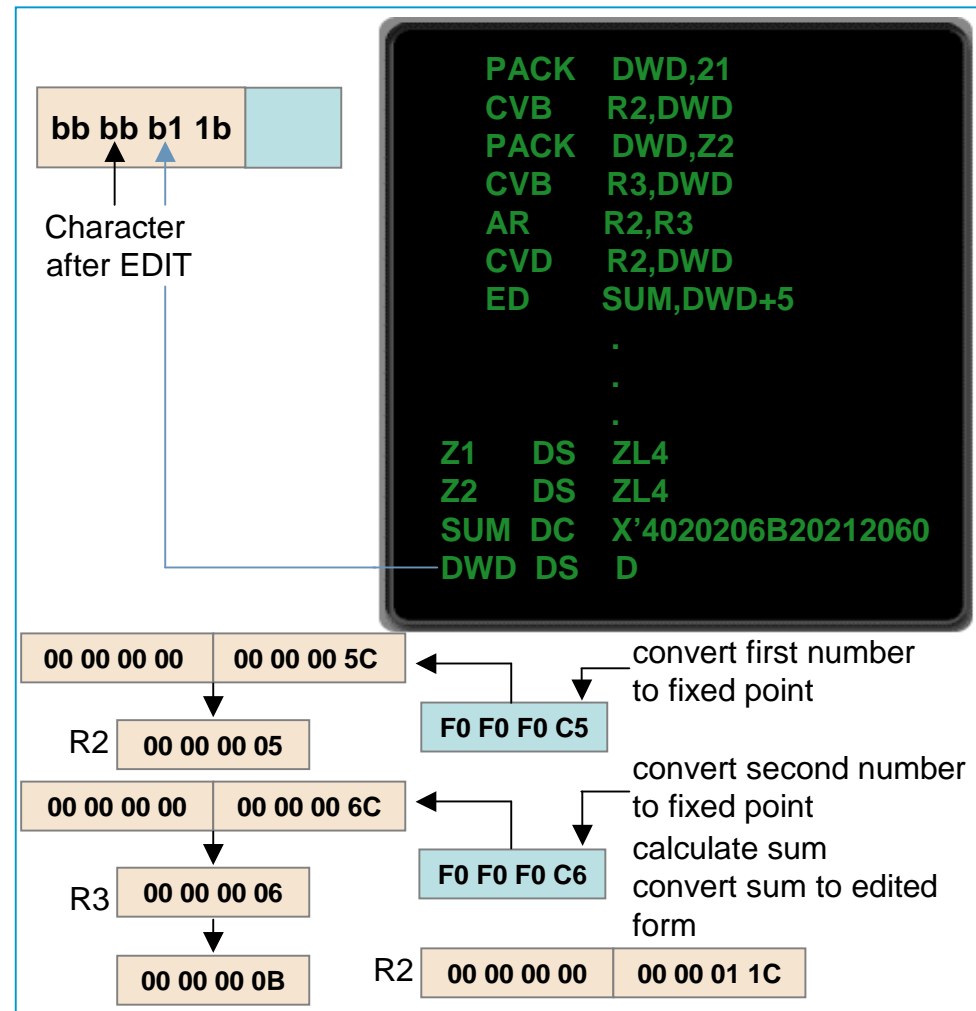 PACK DWD,21
CVB R2,DWD
PACK DWD,Z2
CVB R3,DWD
AR R2,R3
CVD R2,DWD
ED SUM,DWD+5
.
.
.
Z1 DS ZL4
Z2 DS ZL4
SUM DC X’4020206B20212060
DWD DS D
bb bb b1 1b
Character
after EDIT
00 00 00 00 00 00 00 5C
convert first number
to fixed point
F0 F0 F0 C5
R2 00 00 00 05
convert second number
to fixed point
00 00 00 00 00 00 00 6C
calculate sum
convert sum to edited
form
F0 F0 F0 C6
R3 00 00 00 06
00 00 00 0B
R2 00 00 00 00 00 00 01 1C